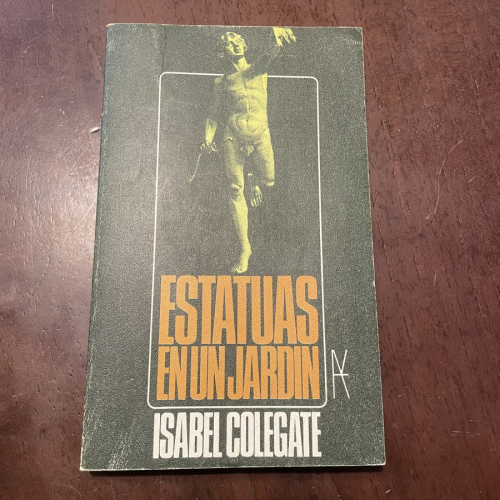 ESTATUAS
EN UN JARDIN
ISABEL COLEGATE